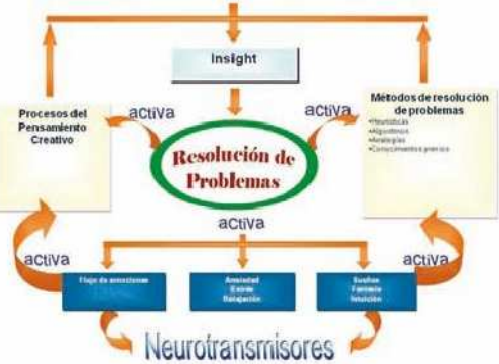 Insight
Procesos del
Pensamiento
Creativo
activa
activa
Métodos de resolución
de problemas
•Heurísticas
•Algoritmos
•Analogías
•Conocimientos previos
Resolución de
Problemas
activa
activa
activa
Flujo de emociones
Ansiedad
Estrés
Relajación
Sueños
Fantasía
Intuición
Neurotransmisores